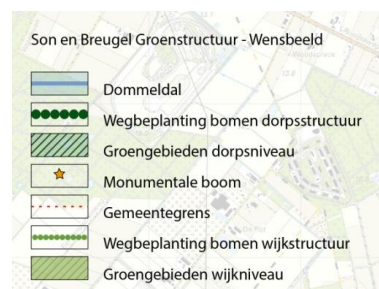 Son en Breugel Groenstructuur - Wensbeeld
Dommeldal
Wegbeplanting bomen dorpsstructuur
Groengebieden dorpsniveau
Monumentale boom
Gemeentegrens
Wegbeplanting bomen wijkstructuur
Groengebieden wijkniveau